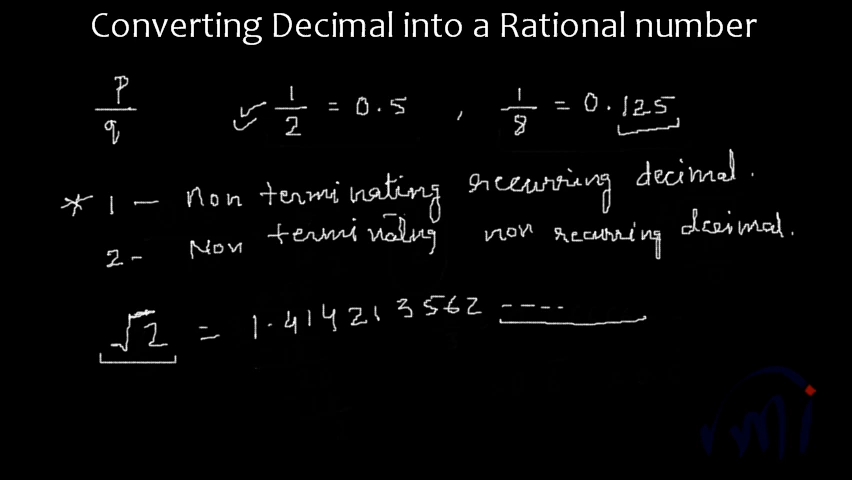 Converting Decimal into a Rational number
p/q ✓ 1/2 = 0.5 , 1/8 = 0.125
* 1 - Non terminating recurring decimal.
2- Non terminating non recurring decimal.
√2 = 1.414213562 ----
vmi